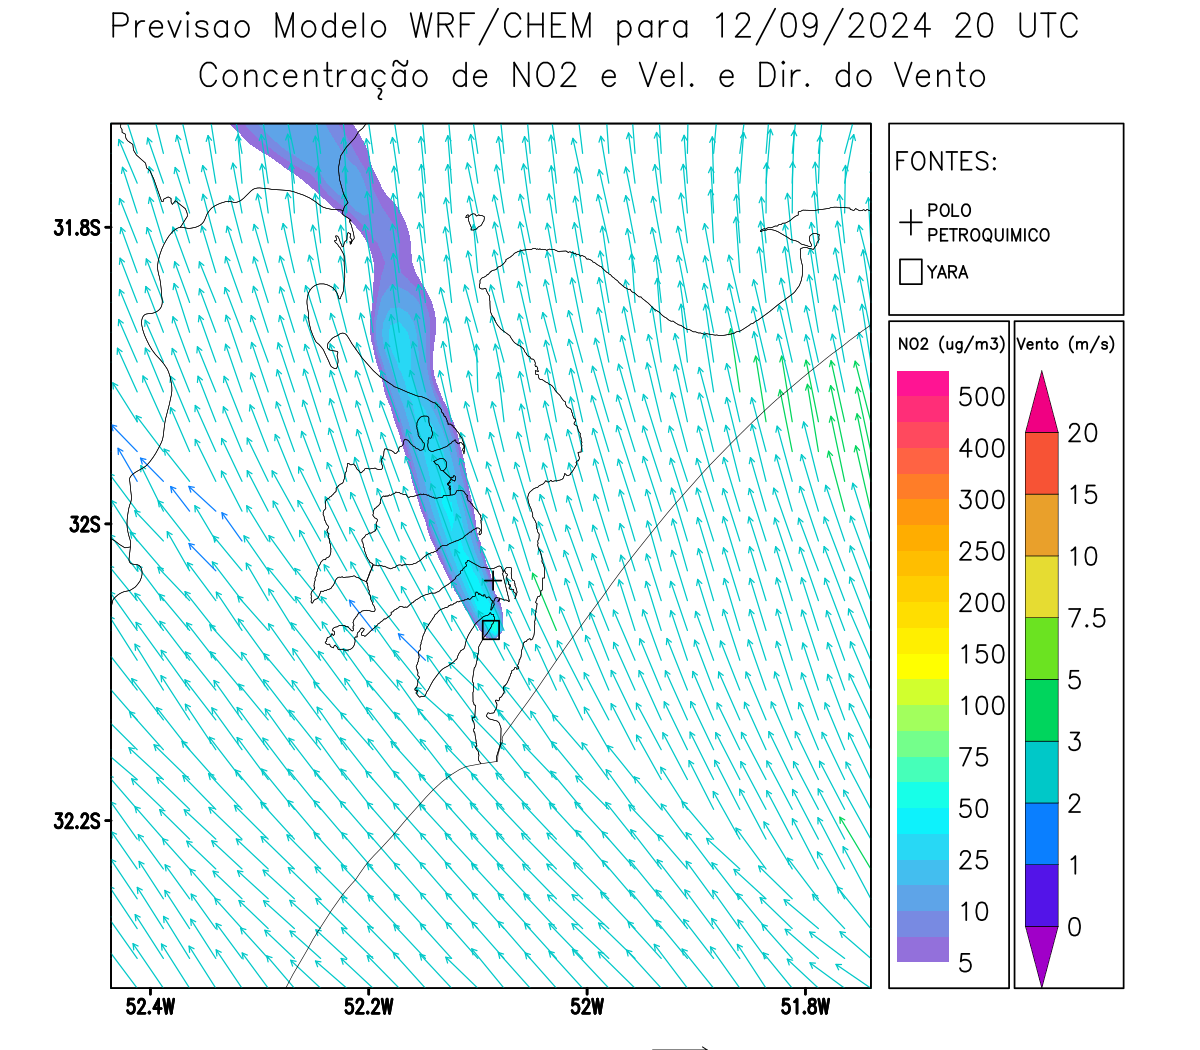 Previsao Modelo WRF/CHEM para 12/09/2024 20 UTC
Concentração de NO2 e Vel. e Dir. do Vento
FONTES:
POLO
PETROQUIMICO
YARA
NO2 (ug/m3)
500
400
300
250
200
150
100
75
50
25
10
5
Vento (m/s)
20
15
10
7.5
5
3
2
1
0
31.8S
32S
32.2S
52.4W
52.2W
52W
51.8W